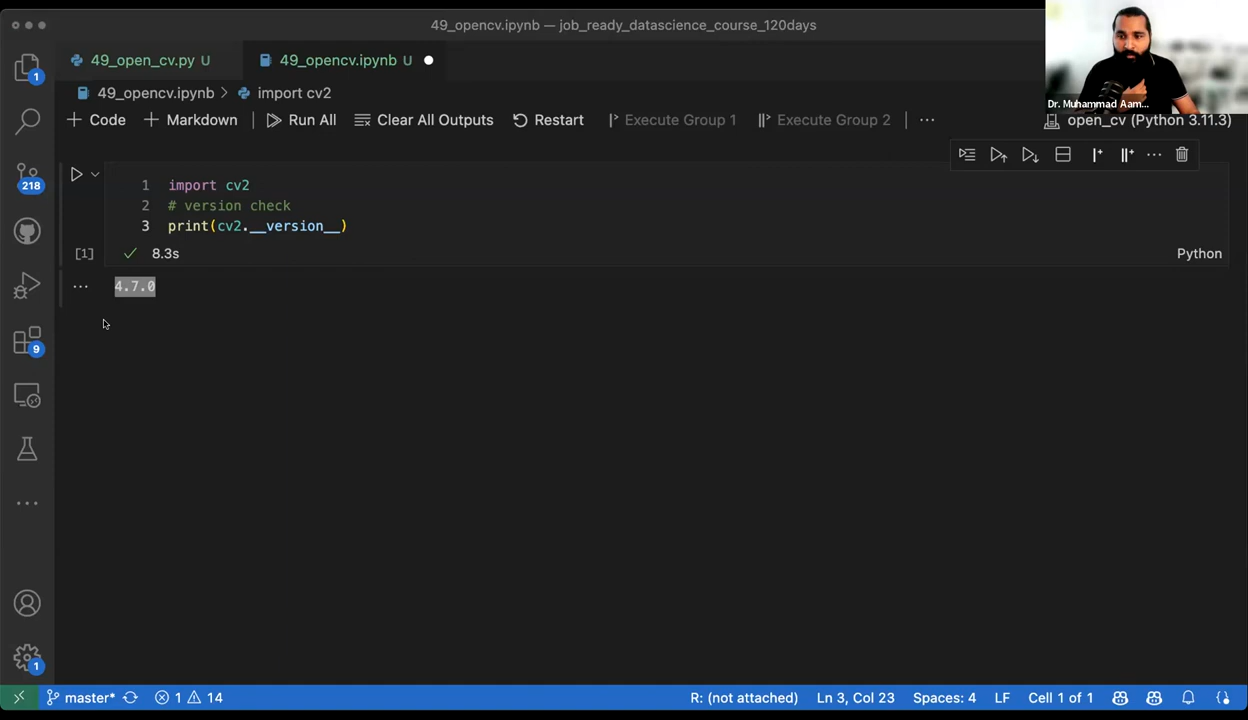 49_opencv.ipynb — job_ready_datascience_course_120days
49_open_cv.py U
49_opencv.ipynb U
49_opencv.ipynb > import cv2
Dr. Muhammad Aam...
+ Code + Markdown Run All Clear All Outputs Restart Execute Group 1 Execute Group 2 ... open_cv (Python 3.11.3)
1 import cv2
2 # version check
3 print(cv2.__version__)
[1] ✓ 8.3s Python
... 4.7.0
1
218
9
1
master* 1 14 R: (not attached) Ln 3, Col 23 Spaces: 4 LF Cell 1 of 1